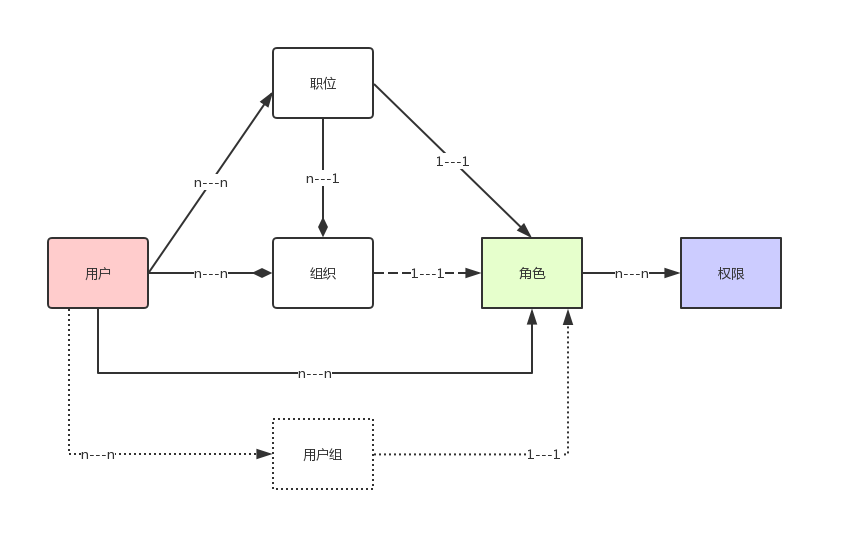 职位
n---n
1---1
n---1
用户
n---n
组织
1---1
角色
n---n
权限
n---n
n---n
用户组
1---1